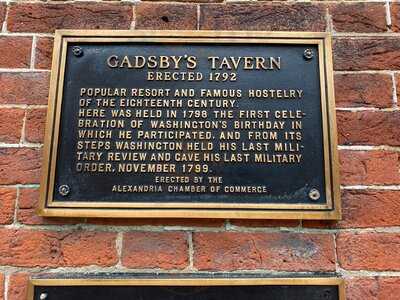 GADSBY'S TAVERN
ERECTED 1792
POPULAR RESORT AND FAMOUS HOSTELRY
OF THE EIGHTEENTH CENTURY.
HERE WAS HELD IN 1798 THE FIRST CELE-
BRATION OF WASHINGTON'S BIRTHDAY IN
WHICH HE PARTICIPATED, AND FROM ITS
STEPS WASHINGTON HELD HIS LAST MILI-
TARY REVIEW AND GAVE HIS LAST MILITARY
ORDER, NOVEMBER 1799.
ERECTED BY THE
ALEXANDRIA CHAMBER OF COMMERCE